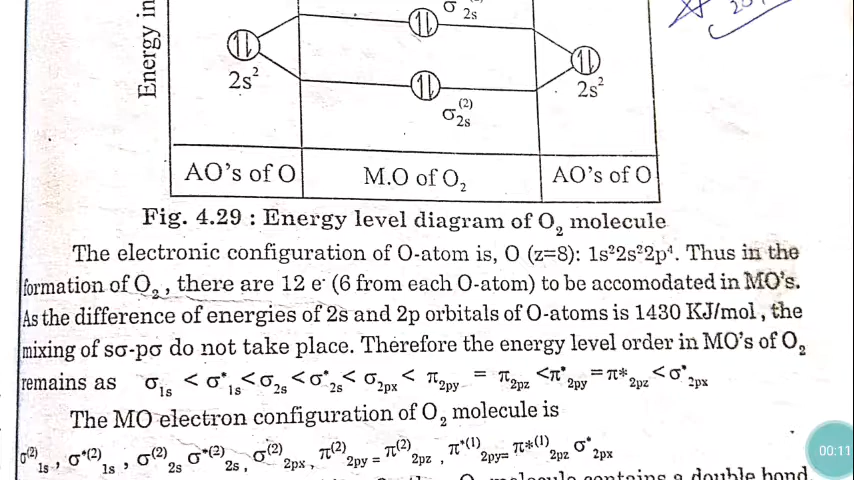 Energy in
σ 2s
⇅ ⇅ ⇅
2s² 2s²
⇅
σ(2)2s
AO's of O M.O of O₂ AO's of O
Fig. 4.29 : Energy level diagram of O₂ molecule
The electronic configuration of O-atom is, O (z=8): 1s²2s²2p⁴. Thus in the
formation of O₂, there are 12 e⁻ (6 from each O-atom) to be accomodated in MO's.
As the difference of energies of 2s and 2p orbitals of O-atoms is 1430 KJ/mol, the
mixing of sσ-pσ do not take place. Therefore the energy level order in MO's of O₂
remains as σ1s < σ*1s < σ2s < σ*2s < σ2px < π2py = π2pz < π*2py = π*2pz < σ*2px
The MO electron configuration of O₂ molecule is
σ(2)1s, σ*(2)1s, σ(2)2s σ*(2)2s, σ(2)2px, π(2)2py = π(2)2pz, π*(1)2py = π*(1)2pz σ*2px
molecule contains a double bond
00:11